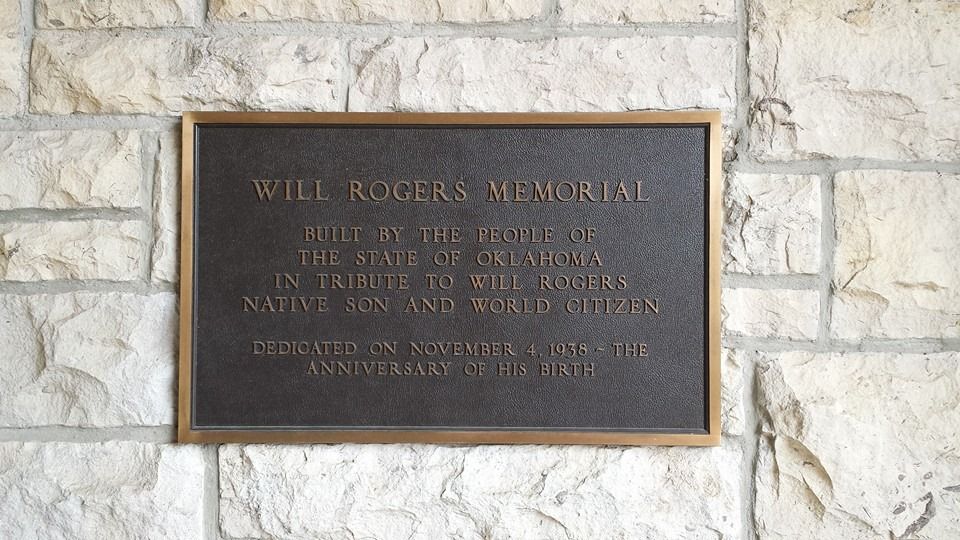 WILL ROGERS MEMORIAL
BUILT BY THE PEOPLE OF
THE STATE OF OKLAHOMA
IN TRIBUTE TO WILL ROGERS
NATIVE SON AND WORLD CITIZEN
DEDICATED ON NOVEMBER 4, 1938 ~ THE
ANNIVERSARY OF HIS BIRTH